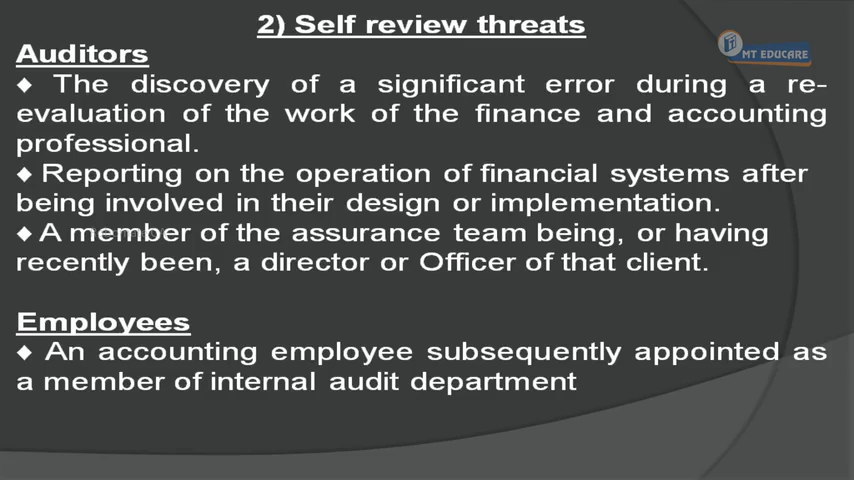 2) Self review threats
MT EDUCARE
Auditors
◆ The discovery of a significant error during a re-
evaluation of the work of the finance and accounting
professional.
◆ Reporting on the operation of financial systems after
being involved in their design or implementation.
◆ A member of the assurance team being, or having
recently been, a director or Officer of that client.
Employees
◆ An accounting employee subsequently appointed as
a member of internal audit department